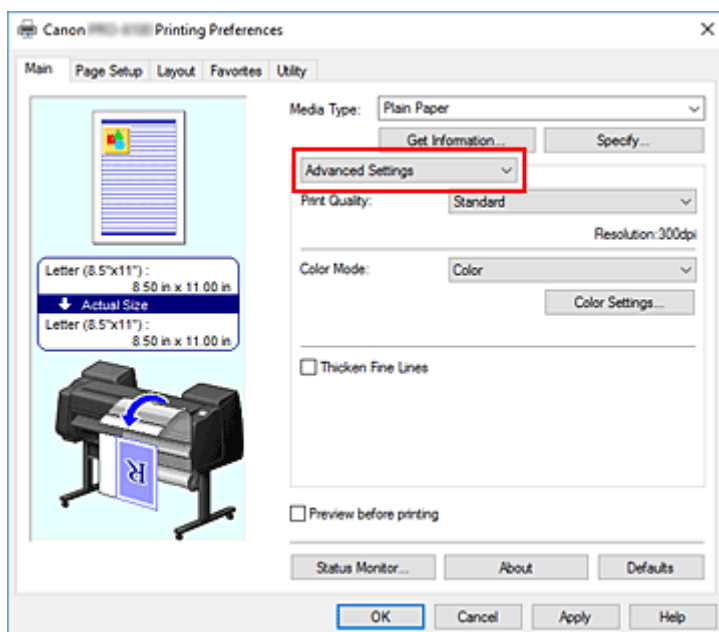 Canon Printing Preferences
Main Page Setup Layout Favorites Utility
Media Type: Plain Paper
Get Information... Specify...
Advanced Settings
Print Quality: Standard
Resolution:300dpi
Letter (8.5"x11") :
8.50 in x 11.00 in
Actual Size
Letter (8.5"x11") :
8.50 in x 11.00 in
Color Mode: Color
Color Settings...
Thicken Fine Lines
R
Preview before printing
Status Monitor... About Defaults
OK Cancel Apply Help